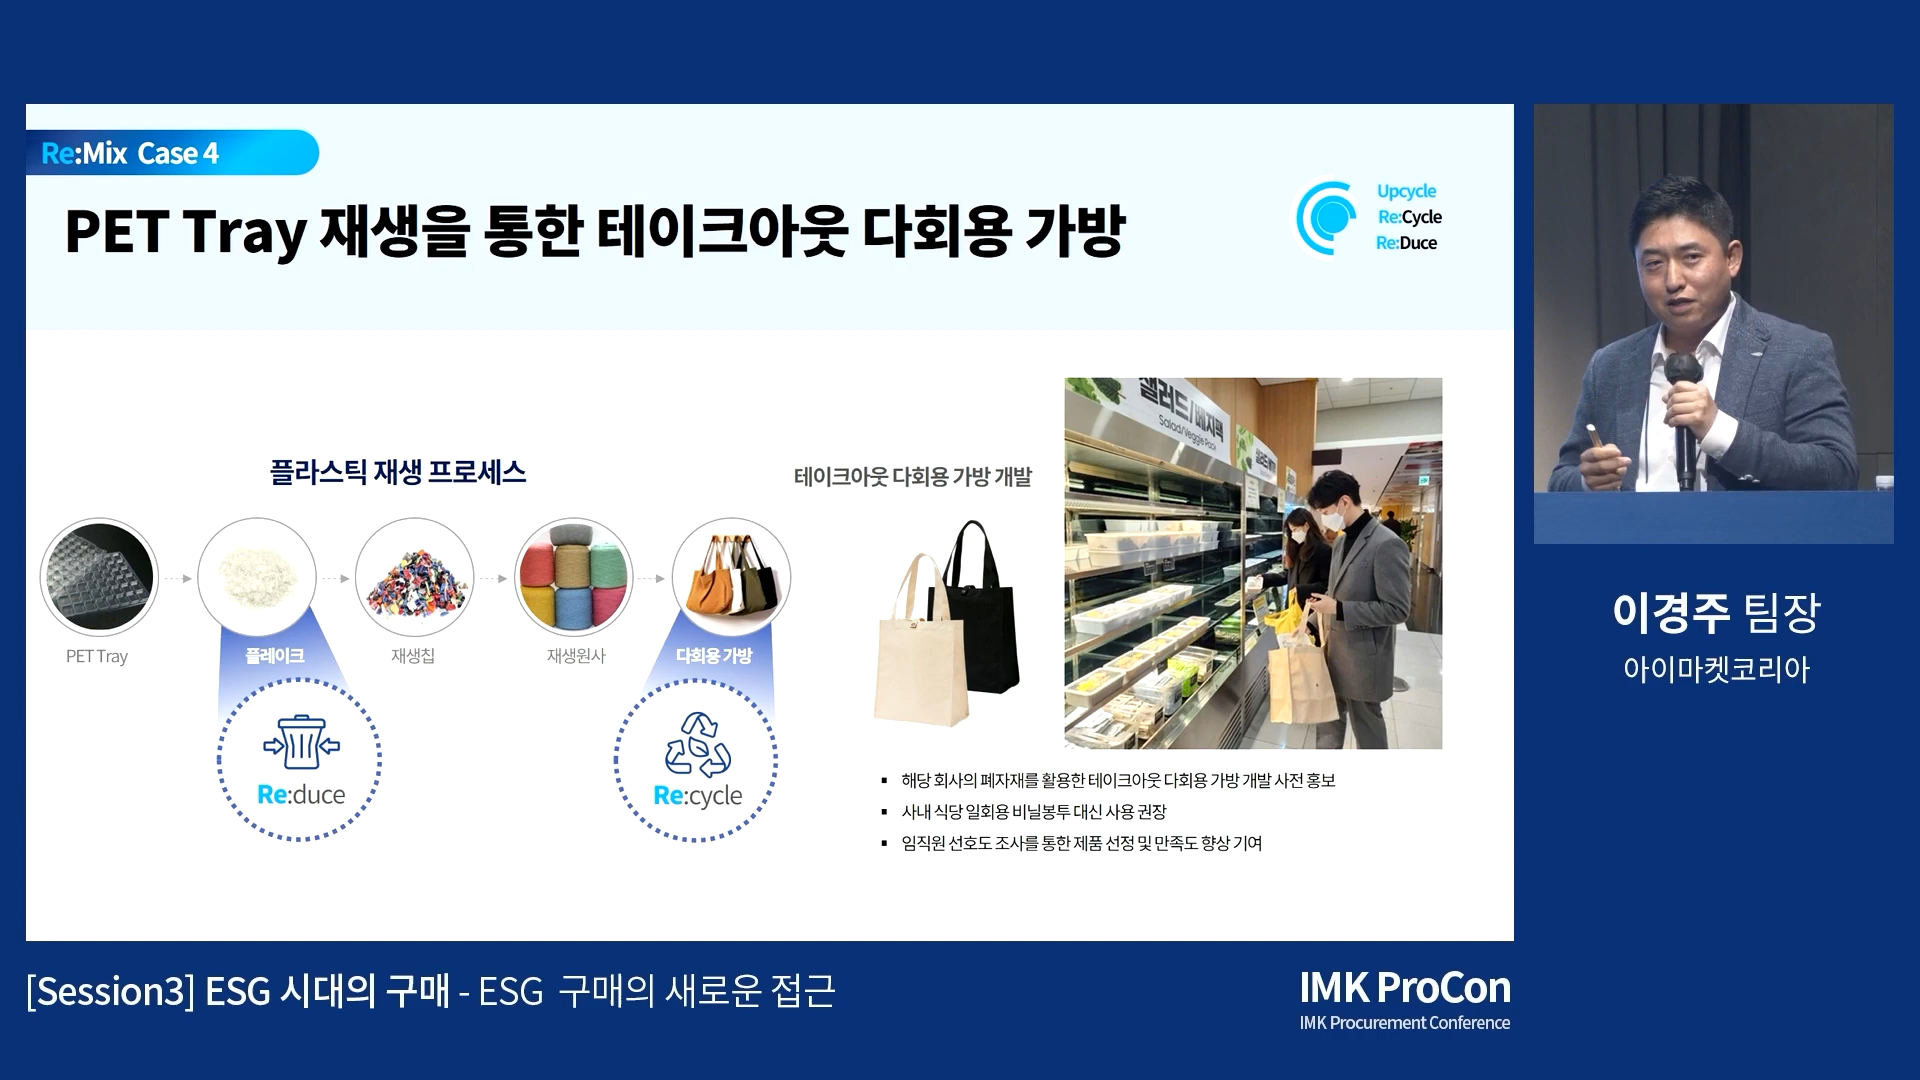 Re:Mix Case 4
PET Tray 재생을 통한 테이크아웃 다회용 가방
Upcycle
Re:Cycle
Re:Duce
플라스틱 재생 프로세스
PET Tray
플레이크
재생칩
재생원사
다회용 가방
Re:duce
Re:cycle
테이크아웃 다회용 가방 개발
샐러드/베지팩
Salad/Veggie Pack
▪ 해당 회사의 폐자재를 활용한 테이크아웃 다회용 가방 개발 사전 홍보
▪ 사내 식당 일회용 비닐봉투 대신 사용 권장
▪ 임직원 선호도 조사를 통한 제품 선정 및 만족도 향상 기여
이경주 팀장
아이마켓코리아
[Session3] ESG 시대의 구매 - ESG 구매의 새로운 접근
IMK ProCon
IMK Procurement Conference